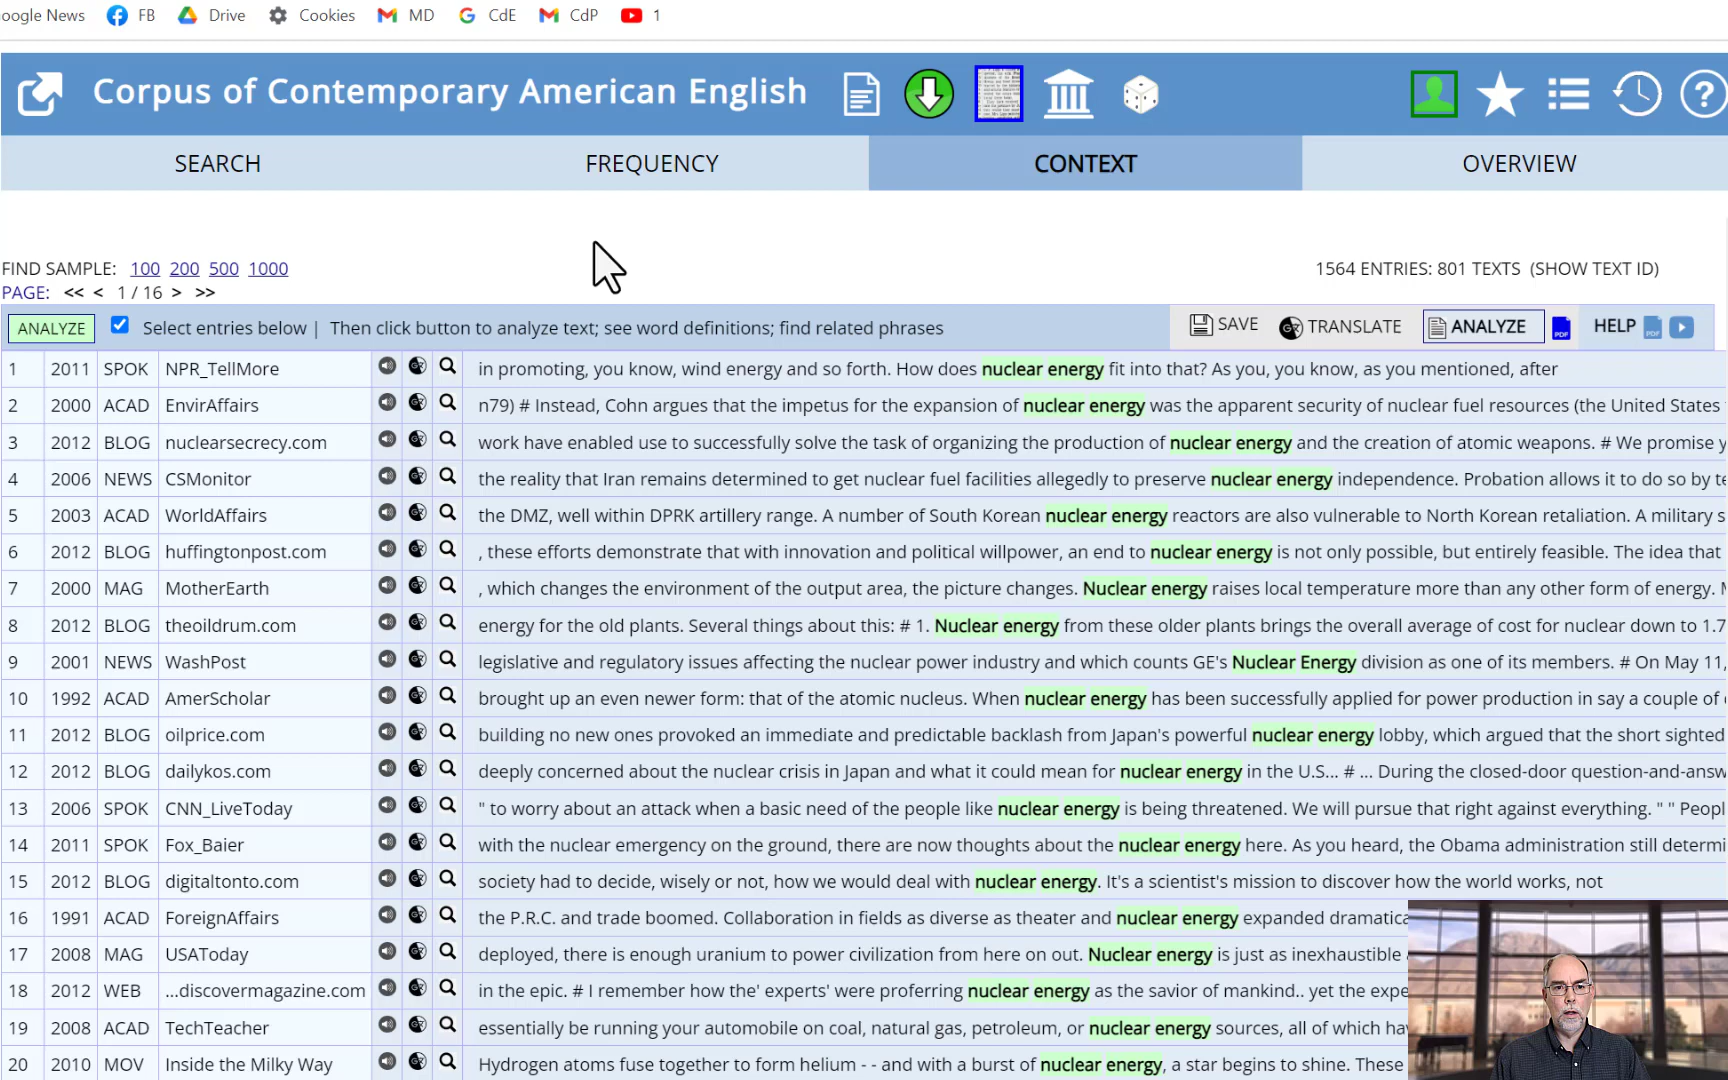 oogle News FB Drive Cookies MD CdE CdP 1
Corpus of Contemporary American English
SEARCH FREQUENCY CONTEXT OVERVIEW
FIND SAMPLE: 100 200 500 1000 1564 ENTRIES: 801 TEXTS (SHOW TEXT ID)
PAGE: << < 1 / 16 > >>
ANALYZE Select entries below | Then click button to analyze text; see word definitions; find related phrases SAVE TRANSLATE ANALYZE PDF HELP PDF
1 2011 SPOK NPR_TellMore in promoting, you know, wind energy and so forth. How does nuclear energy fit into that? As you, you know, as you mentioned, after
2 2000 ACAD EnvirAffairs n79) # Instead, Cohn argues that the impetus for the expansion of nuclear energy was the apparent security of nuclear fuel resources (the United States
3 2012 BLOG nuclearsecrecy.com work have enabled use to successfully solve the task of organizing the production of nuclear energy and the creation of atomic weapons. # We promise y
4 2006 NEWS CSMonitor the reality that Iran remains determined to get nuclear fuel facilities allegedly to preserve nuclear energy independence. Probation allows it to do so by te
5 2003 ACAD WorldAffairs the DMZ, well within DPRK artillery range. A number of South Korean nuclear energy reactors are also vulnerable to North Korean retaliation. A military s
6 2012 BLOG huffingtonpost.com , these efforts demonstrate that with innovation and political willpower, an end to nuclear energy is not only possible, but entirely feasible. The idea that
7 2000 MAG MotherEarth , which changes the environment of the output area, the picture changes. Nuclear energy raises local temperature more than any other form of energy. M
8 2012 BLOG theoildrum.com energy for the old plants. Several things about this: # 1. Nuclear energy from these older plants brings the overall average of cost for nuclear down to 1.7
9 2001 NEWS WashPost legislative and regulatory issues affecting the nuclear power industry and which counts GE's Nuclear Energy division as one of its members. # On May 11,
10 1992 ACAD AmerScholar brought up an even newer form: that of the atomic nucleus. When nuclear energy has been successfully applied for power production in say a couple of
11 2012 BLOG oilprice.com building no new ones provoked an immediate and predictable backlash from Japan's powerful nuclear energy lobby, which argued that the short sighted
12 2012 BLOG dailykos.com deeply concerned about the nuclear crisis in Japan and what it could mean for nuclear energy in the U.S... # ... During the closed-door question-and-answ
13 2006 SPOK CNN_LiveToday " to worry about an attack when a basic need of the people like nuclear energy is being threatened. We will pursue that right against everything. " " Peopl
14 2011 SPOK Fox_Baier with the nuclear emergency on the ground, there are now thoughts about the nuclear energy here. As you heard, the Obama administration still determi
15 2012 BLOG digitaltonto.com society had to decide, wisely or not, how we would deal with nuclear energy. It's a scientist's mission to discover how the world works, not
16 1991 ACAD ForeignAffairs the P.R.C. and trade boomed. Collaboration in fields as diverse as theater and nuclear energy expanded dramatica
17 2008 MAG USAToday deployed, there is enough uranium to power civilization from here on out. Nuclear energy is just as inexhaustible
18 2012 WEB ...discovermagazine.com in the epic. # I remember how the' experts' were proferring nuclear energy as the savior of mankind.. yet the expe
19 2008 ACAD TechTeacher essentially be running your automobile on coal, natural gas, petroleum, or nuclear energy sources, all of which hav
20 2010 MOV Inside the Milky Way Hydrogen atoms fuse together to form helium - - and with a burst of nuclear energy, a star begins to shine. These